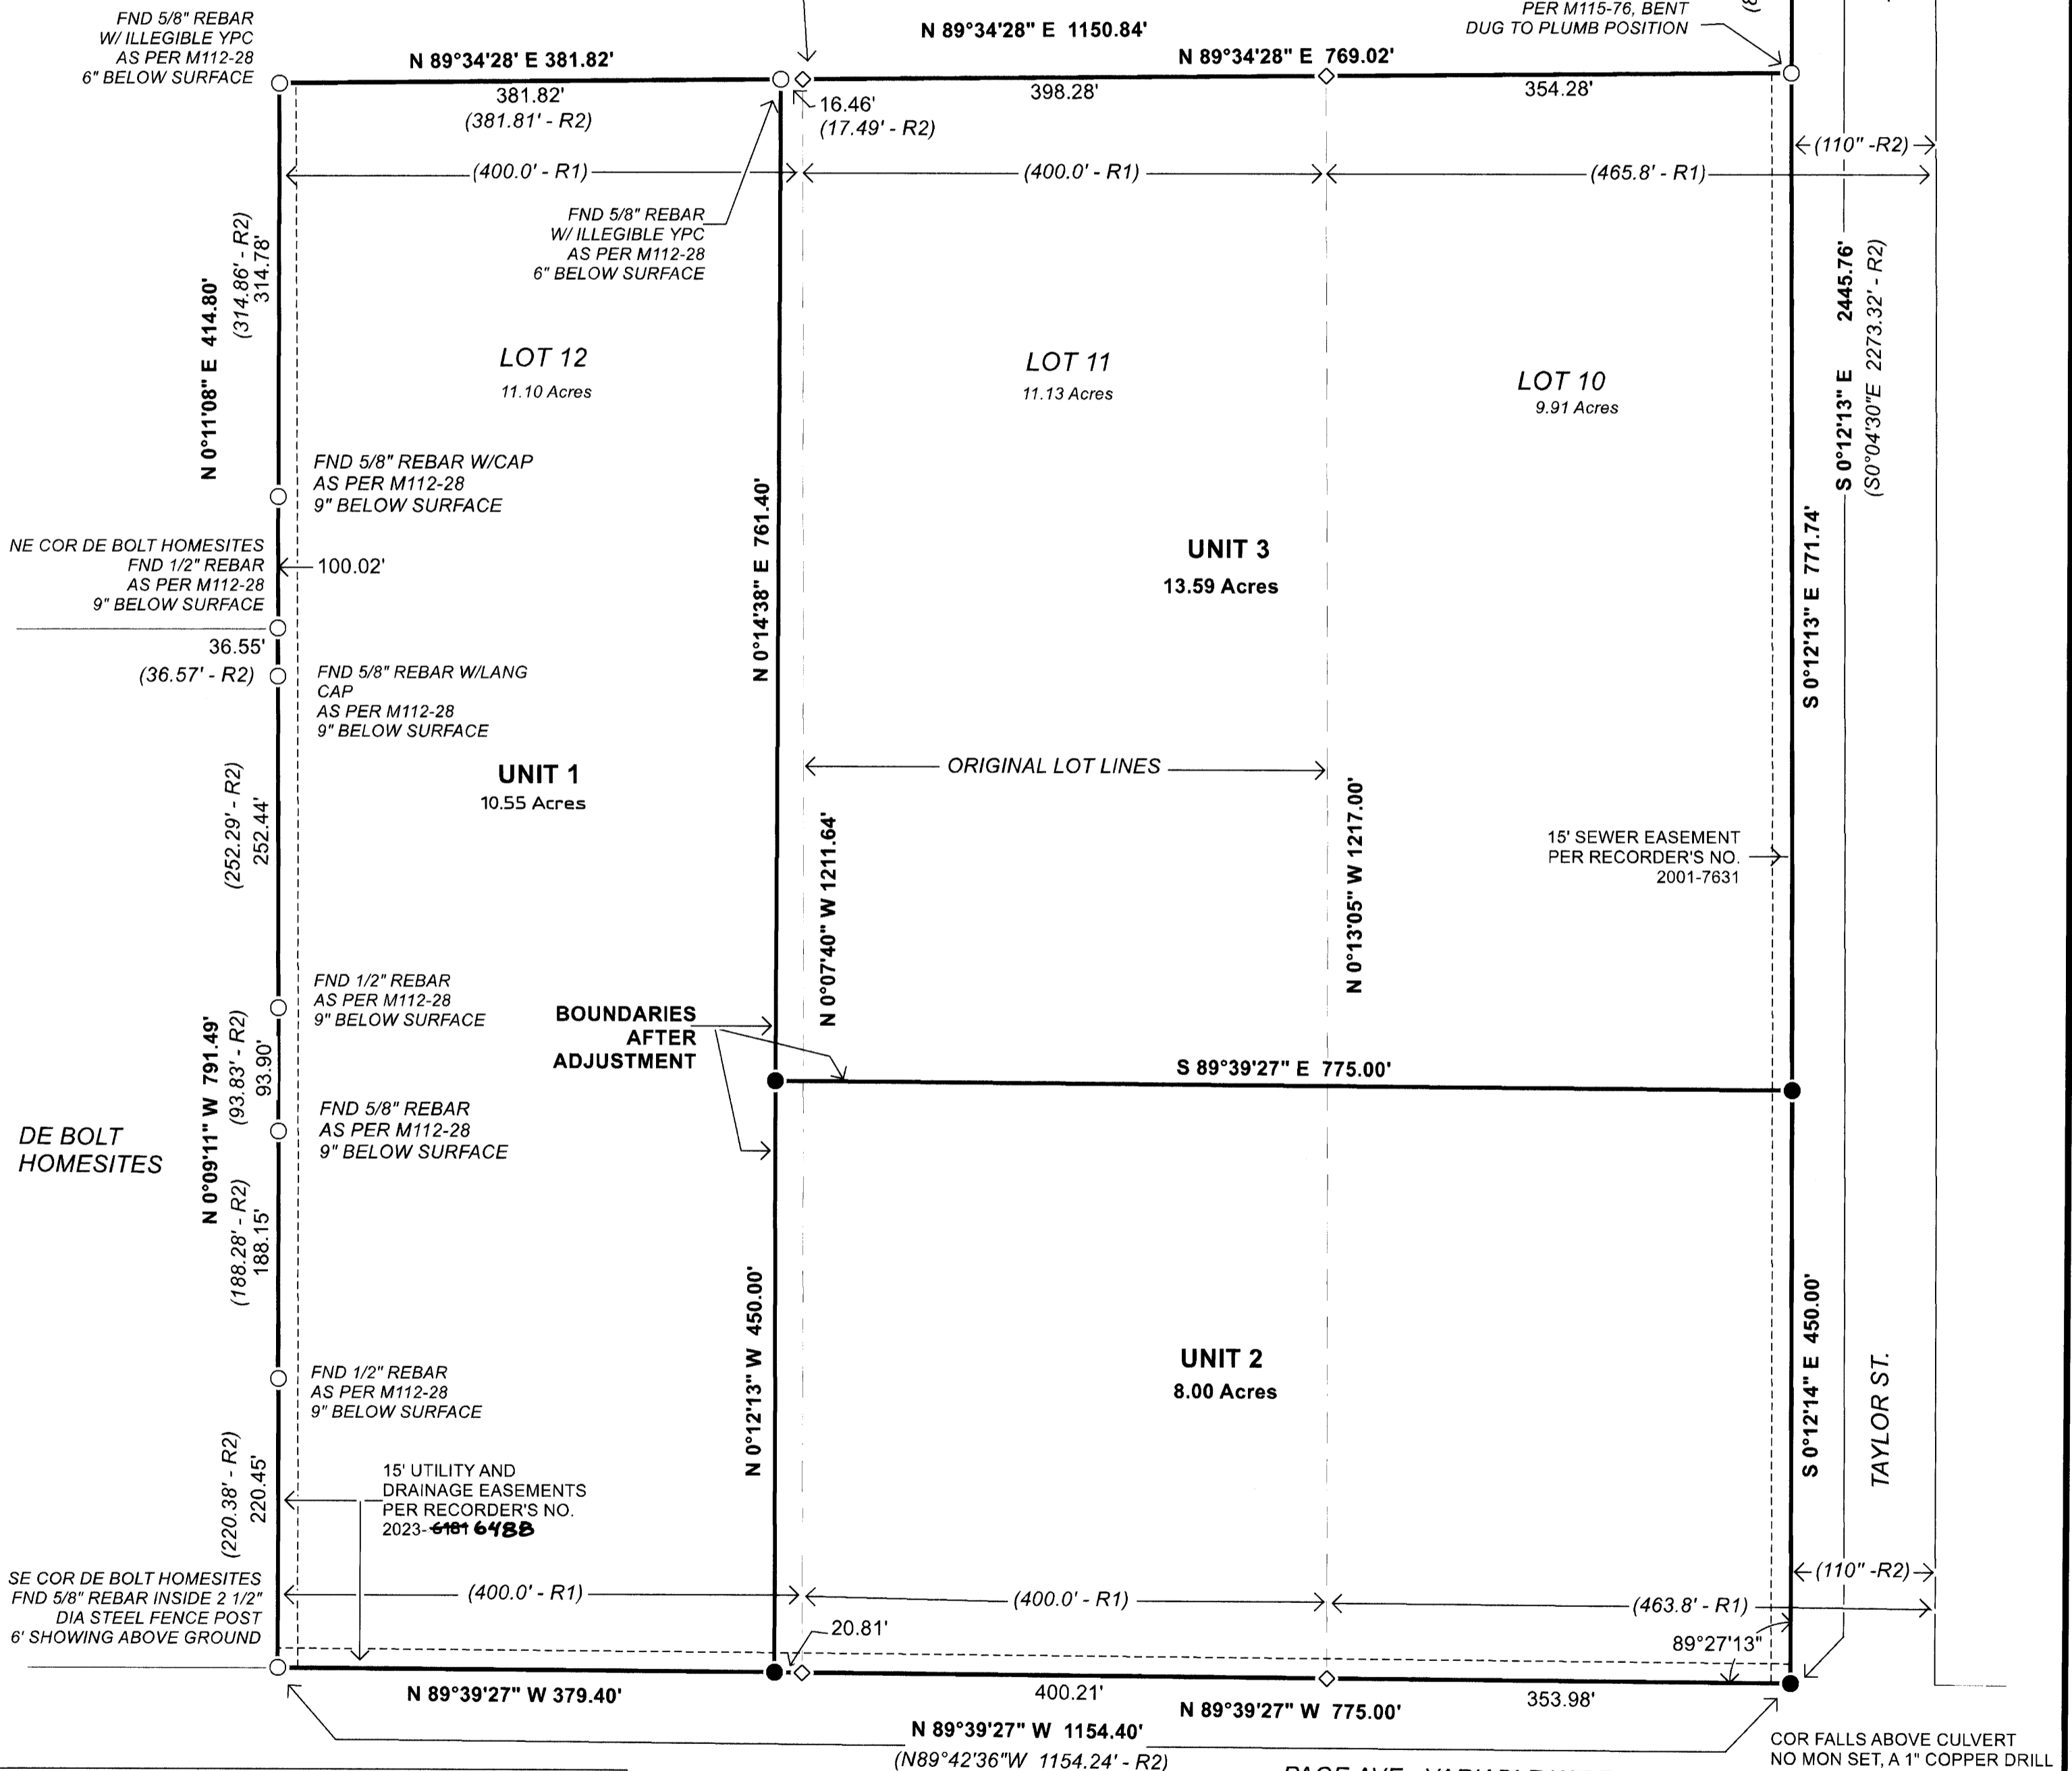 FND 5/8" REBAR
W/ ILLEGIBLE YPC
AS PER M112-28
6" BELOW SURFACE
N 89°34'28' E 381.82'
N 89°34'28" E 1150.84'
N 89°34'28" E 769.02'
PER M115-76, BENT
DUG TO PLUMB POSITION
381.82'
(381.81' - R2)
16.46'
(17.49' - R2)
398.28'
354.28'
(110" -R2)
(400.0' - R1)
(400.0' - R1)
(465.8' - R1)
FND 5/8" REBAR
W/ ILLEGIBLE YPC
AS PER M112-28
6" BELOW SURFACE
N 0°11'08" E 414.80'
(314.86' - R2)
314.78'
LOT 12
11.10 Acres
LOT 11
11.13 Acres
LOT 10
9.91 Acres
S 0°12'13" E 2445.76'
(S0°04'30"E 2273.32' - R2)
FND 5/8" REBAR W/CAP
AS PER M112-28
9" BELOW SURFACE
NE COR DE BOLT HOMESITES
FND 1/2" REBAR
AS PER M112-28
9" BELOW SURFACE
100.02'
N 0°14'38" E 761.40'
UNIT 3
13.59 Acres
S 0°12'13" E 771.74'
36.55'
(36.57' - R2)
FND 5/8" REBAR W/LANG
CAP
AS PER M112-28
9" BELOW SURFACE
UNIT 1
10.55 Acres
ORIGINAL LOT LINES
(252.29' - R2)
252.44'
N 0°07'40" W 1211.64'
N 0°13'05" W 1217.00'
15' SEWER EASEMENT
PER RECORDER'S NO.
2001-7631
FND 1/2" REBAR
AS PER M112-28
9" BELOW SURFACE
BOUNDARIES
AFTER
ADJUSTMENT
N 0°09'11" W 791.49'
(93.83' - R2)
93.90'
S 89°39'27" E 775.00'
FND 5/8" REBAR
AS PER M112-28
9" BELOW SURFACE
DE BOLT
HOMESITES
(188.28' - R2)
188.15'
N 0°12'13" W 450.00'
UNIT 2
8.00 Acres
S 0°12'14" E 450.00'
TAYLOR ST.
FND 1/2" REBAR
AS PER M112-28
9" BELOW SURFACE
(220.38' - R2)
220.45'
15' UTILITY AND
DRAINAGE EASEMENTS
PER RECORDER'S NO.
2023-6181 6488
SE COR DE BOLT HOMESITES
FND 5/8" REBAR INSIDE 2 1/2"
DIA STEEL FENCE POST
6' SHOWING ABOVE GROUND
(400.0' - R1)
(400.0' - R1)
(463.8' - R1)
(110" -R2)
20.81'
89°27'13"
N 89°39'27" W 379.40'
400.21'
353.98'
N 89°39'27" W 775.00'
N 89°39'27" W 1154.40'
(N89°42'36"W 1154.24' - R2)
COR FALLS ABOVE CULVERT
NO MON SET, A 1" COPPER DRILL